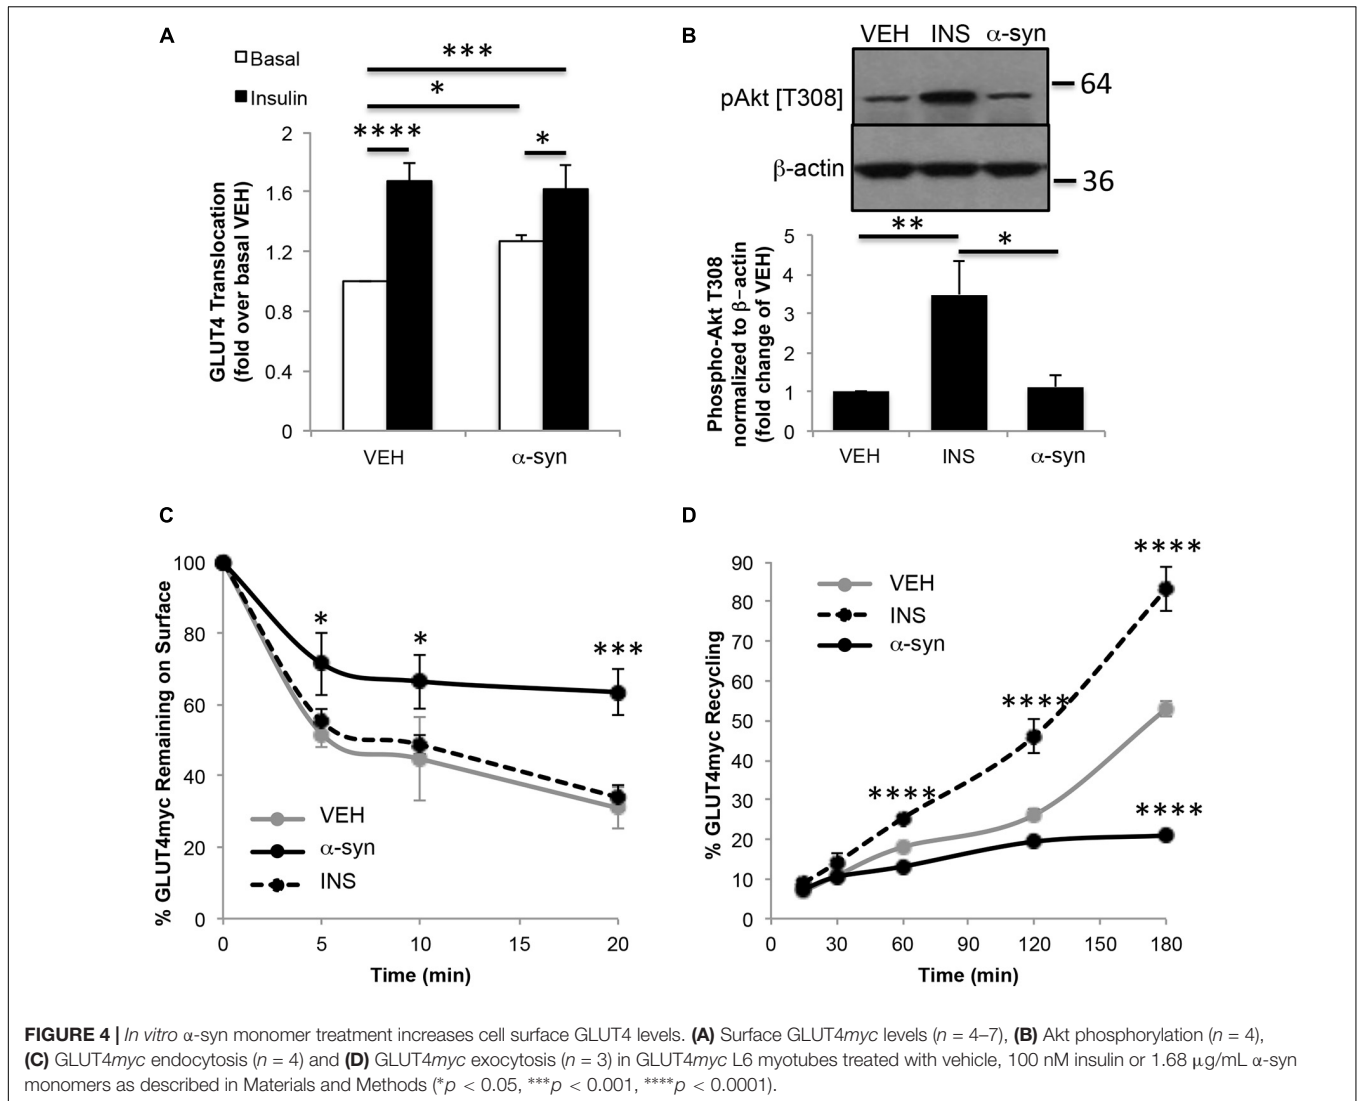 A
Basal
Insulin
***
*
****
*
GLUT4 Translocation
(fold over basal VEH)
2
1.6
1.2
0.8
0.4
0
VEH
α-syn
B
VEH INS α-syn
pAkt [T308]
64
β-actin
36
**
*
Phospho-Akt T308
normalized to β-actin
(fold change of VEH)
5
4
3
2
1
0
VEH
INS
α-syn
C
% GLUT4myc Remaining on Surface
100
80
60
40
20
0
*
*
***
VEH
α-syn
INS
0 5 10 15 20
Time (min)
D
% GLUT4myc Recycling
90
80
70
60
50
40
30
20
10
0
VEH
INS
α-syn
****
****
****
****
0 30 60 90 120 150 180
Time (min)
FIGURE 4 | In vitro α-syn monomer treatment increases cell surface GLUT4 levels. (A) Surface GLUT4myc levels (n = 4–7), (B) Akt phosphorylation (n = 4),
(C) GLUT4myc endocytosis (n = 4) and (D) GLUT4myc exocytosis (n = 3) in GLUT4myc L6 myotubes treated with vehicle, 100 nM insulin or 1.68 μg/mL α-syn
monomers as described in Materials and Methods (*p < 0.05, ***p < 0.001, ****p < 0.0001).